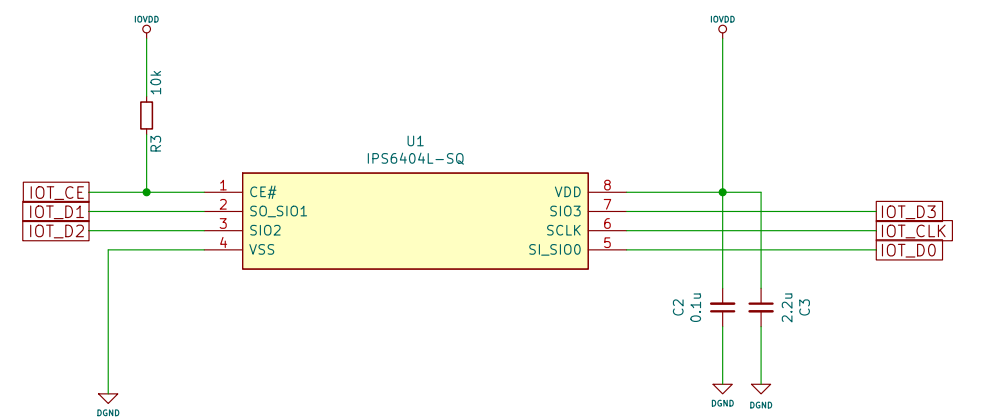 IOVDD
IOVDD
10k
R3
U1
IPS6404L-SQ
IOT_CE 1 CE# VDD 8
IOT_D1 2 SO_SIO1 SIO3 7 IOT_D3
IOT_D2 3 SIO2 SCLK 6 IOT_CLK
4 VSS SI_SIO0 5 IOT_D0
C2
0.1u
2.2u
C3
DGND
DGND
DGND